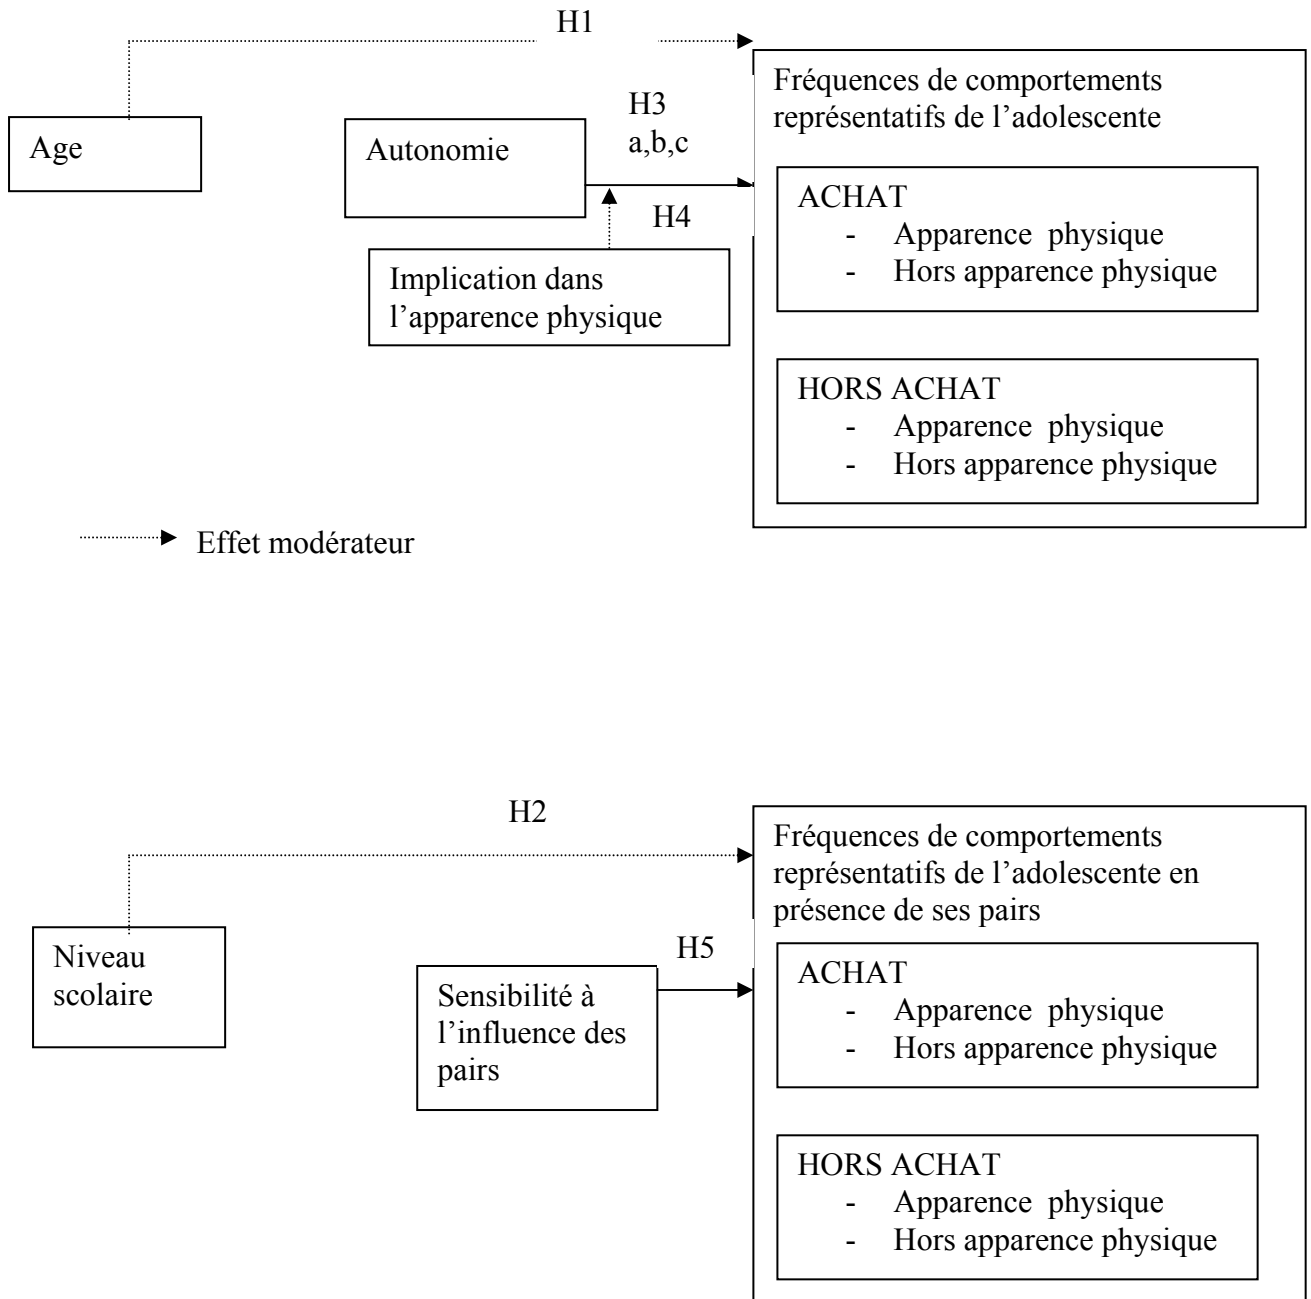 H1
Fréquences de comportements
représentatifs de l’adolescente
H3
a,b,c
Age
Autonomie
ACHAT
- Apparence physique
- Hors apparence physique
H4
Implication dans
l’apparence physique
HORS ACHAT
- Apparence physique
- Hors apparence physique
Effet modérateur
H2
Fréquences de comportements
représentatifs de l’adolescente en
présence de ses pairs
Niveau
scolaire
H5
Sensibilité à
l’influence des
pairs
ACHAT
- Apparence physique
- Hors apparence physique
HORS ACHAT
- Apparence physique
- Hors apparence physique